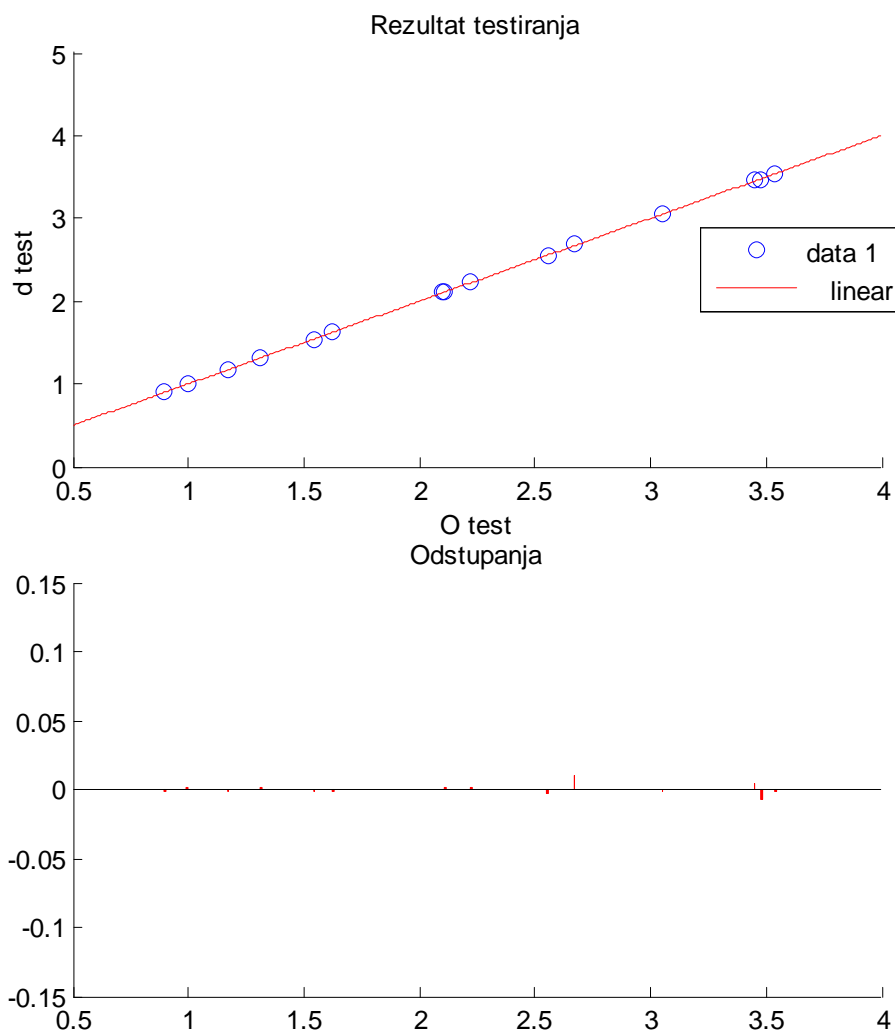 Rezultat testiranja
5
4
3
2
1
0
d test
data 1
linear
0.5 1 1.5 2 2.5 3 3.5 4
O test
Odstupanja
0.15
0.1
0.05
0
-0.05
-0.1
-0.15
0.5 1 1.5 2 2.5 3 3.5 4